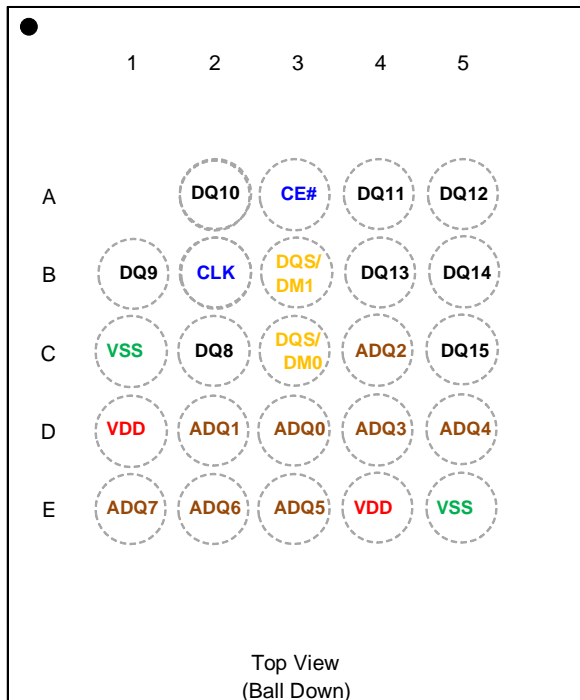 1 2 3 4 5
A DQ10 CE# DQ11 DQ12
B DQ9 CLK DQS/ DM1 DQ13 DQ14
C VSS DQ8 DQS/ DM0 ADQ2 DQ15
D VDD ADQ1 ADQ0 ADQ3 ADQ4
E ADQ7 ADQ6 ADQ5 VDD VSS
Top View
(Ball Down)